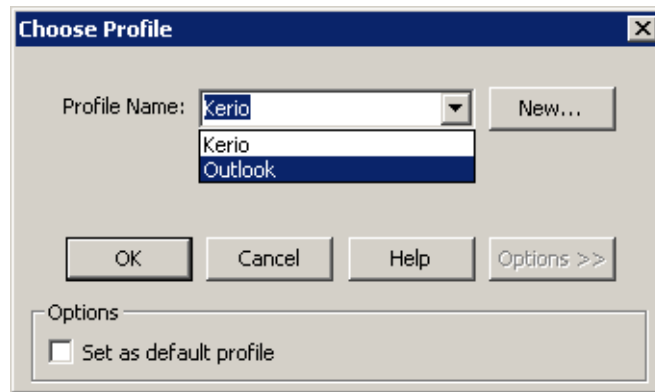 Choose Profile
Profile Name: Kerio New...
Kerio
Outlook
OK Cancel Help Options >>
Options
Set as default profile